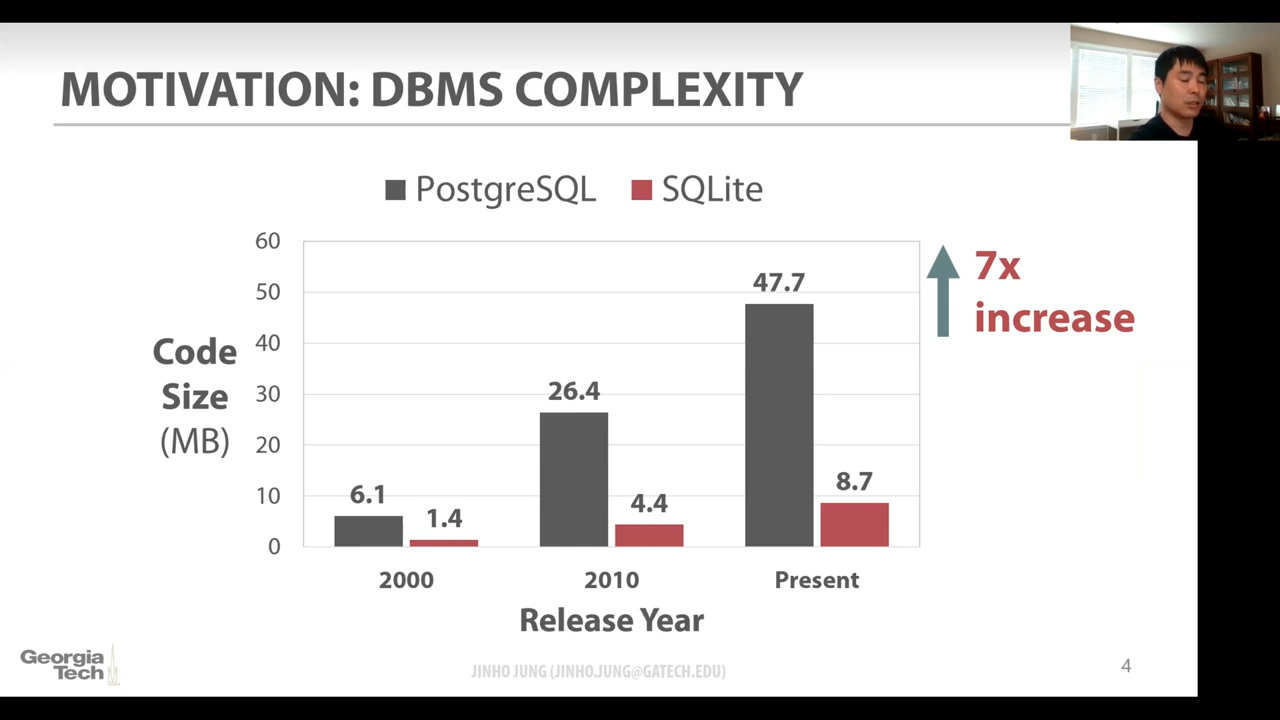 MOTIVATION: DBMS COMPLEXITY
PostgreSQL SQLite
60
50
40
30
20
10
0
Code
Size
(MB)
6.1
1.4
26.4
4.4
47.7
8.7
7x
increase
2000 2010 Present
Release Year
Georgia
Tech
JINHO JUNG (JINHO.JUNG@GATECH.EDU)
4